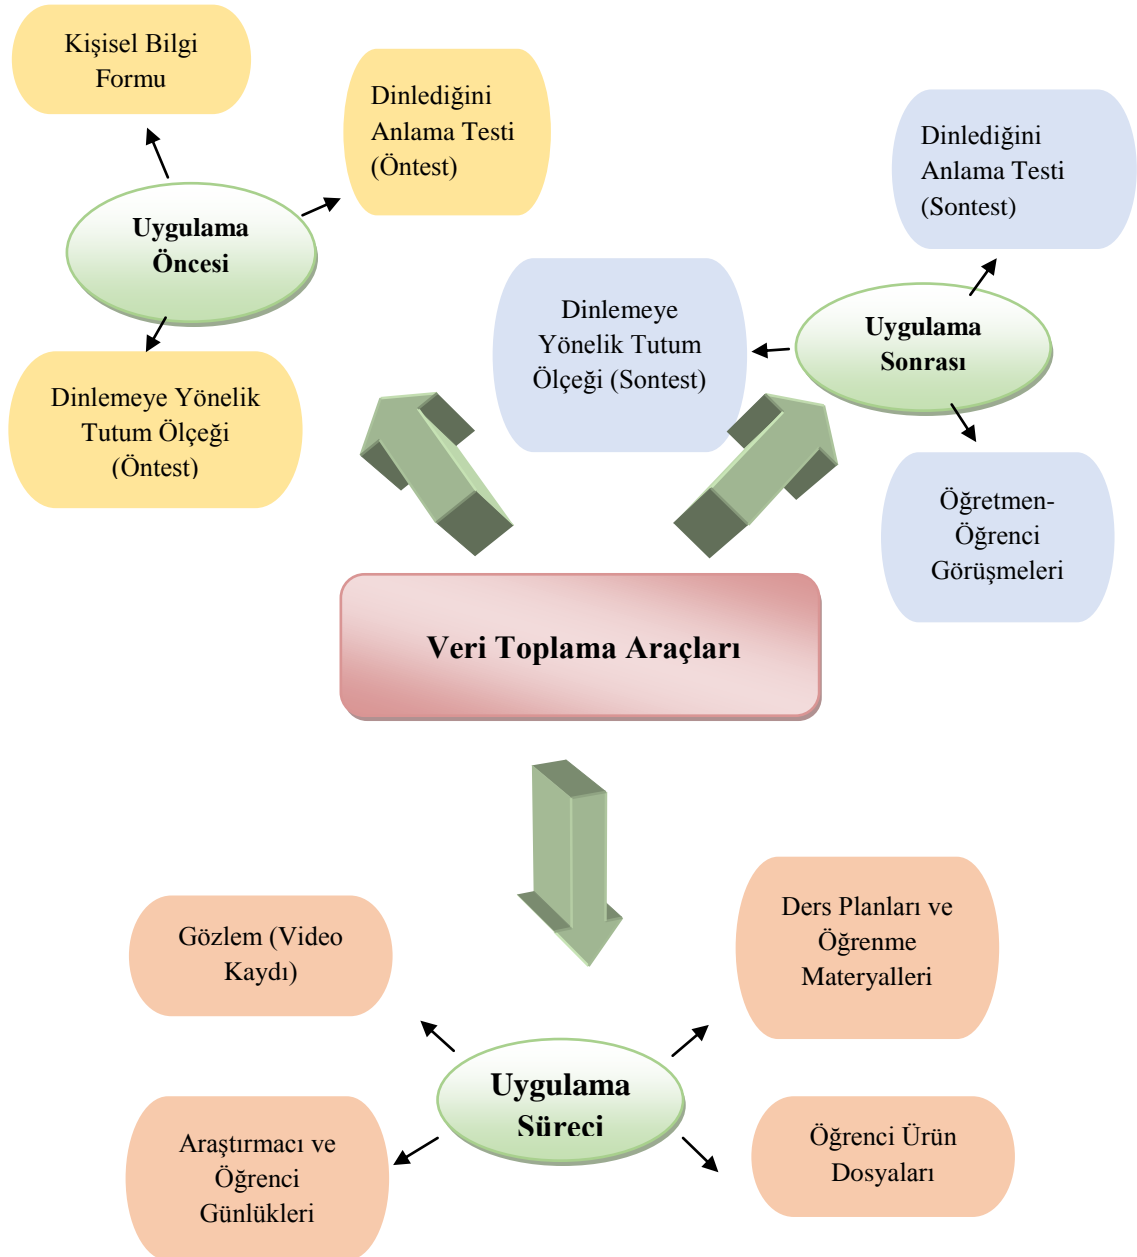 Kişisel Bilgi
Formu
Dinlediğini
Anlama Testi
(Öntest)
Uygulama
Öncesi
Dinlemeye Yönelik
Tutum Ölçeği
(Öntest)
Dinlediğini
Anlama Testi
(Sontest)
Dinlemeye
Yönelik Tutum
Ölçeği (Sontest)
Uygulama
Sonrası
Öğretmen-
Öğrenci
Görüşmeleri
Veri Toplama Araçları
Gözlem (Video
Kaydı)
Ders Planları ve
Öğrenme
Materyalleri
Uygulama
Süreci
Araştırmacı ve
Öğrenci
Günlükleri
Öğrenci Ürün
Dosyaları